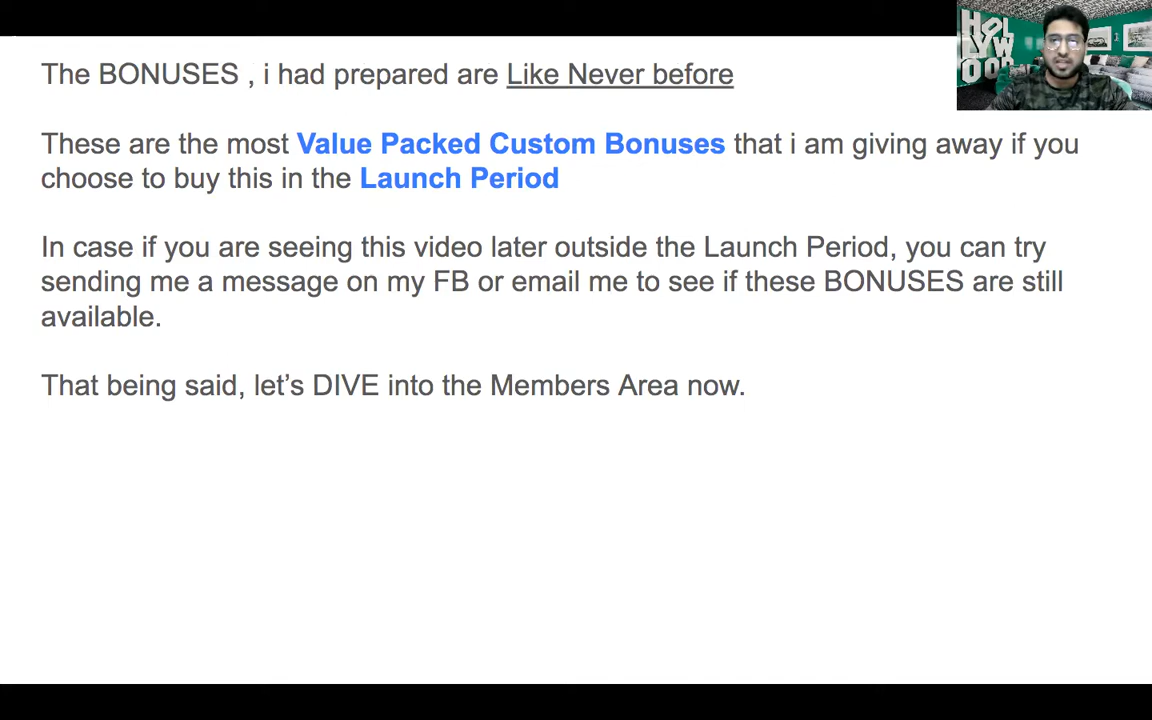 The BONUSES , i had prepared are Like Never before
These are the most Value Packed Custom Bonuses that i am giving away if you
choose to buy this in the Launch Period
In case if you are seeing this video later outside the Launch Period, you can try
sending me a message on my FB or email me to see if these BONUSES are still
available.
That being said, let’s DIVE into the Members Area now.
HOL
LYW
OOD